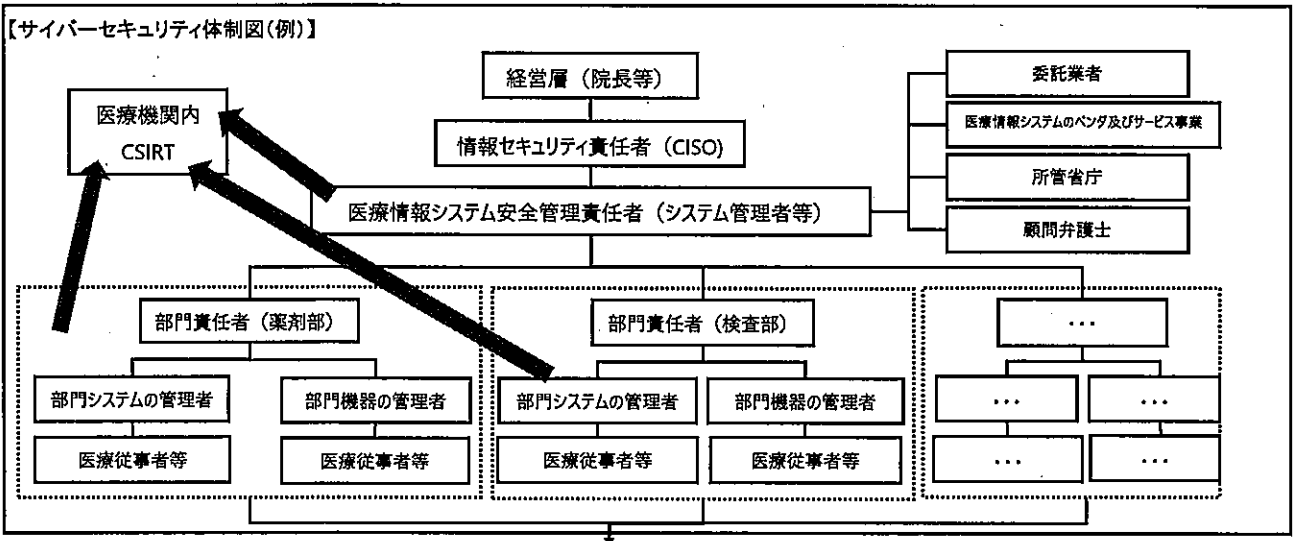 【サイバーセキュリティ体制図(例)】
経営層（院長等）
医療機関内
CSIRT
情報セキュリティ責任者（CISO)
医療情報システム安全管理責任者（システム管理者等）
委託業者
医療情報システムのベンダ及びサービス事業
所管省庁
顧問弁護士
部門責任者（薬剤部）
部門システムの管理者
部門機器の管理者
医療従事者等
医療従事者等
部門責任者（検査部）
部門システムの管理者
部門機器の管理者
医療従事者等
医療従事者等
・・・
・・・
・・・
・・・
・・・